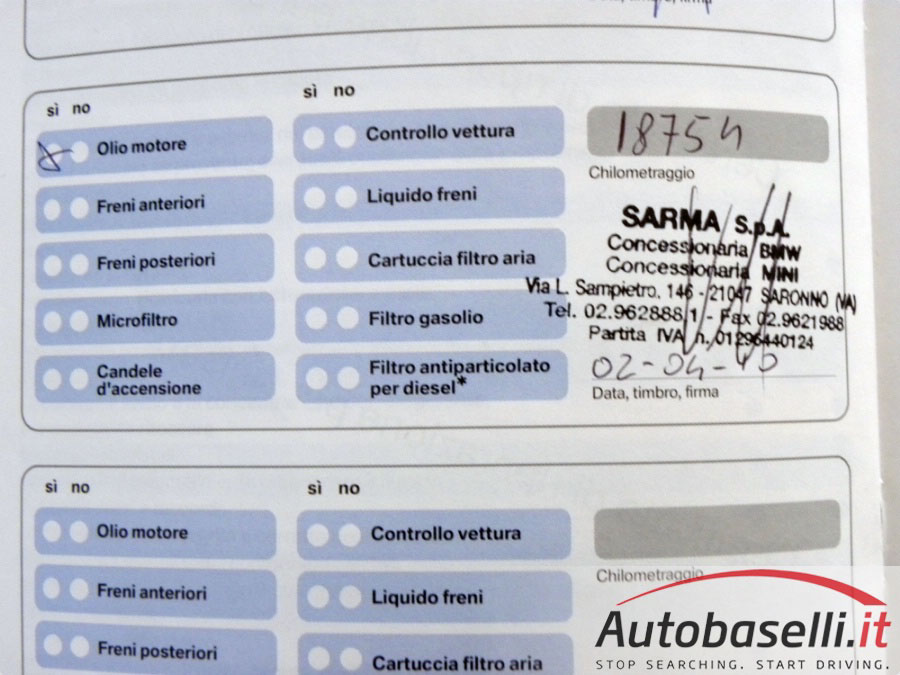 sì no
Olio motore
Freni anteriori
Freni posteriori
Microfiltro
Candele
d'accensione
sì no
Controllo vettura
Liquido freni
Cartuccia filtro aria
Filtro gasolio
Filtro antiparticolato
per diesel*
Chilometraggio
SARMA S.p.A.
Concessionaria BMW
Concessionaria MINI
Via L. Sampietro, 146 - 21047 SARONNO (VA)
Tel. 02.962888 1 - Fax 02.9621988
Partita IVA n. 01296440124
02-04-10
Data, timbro, firma
sì no
Olio motore
Freni anteriori
Freni posteriori
sì no
Controllo vettura
Liquido freni
Cartuccia filtro aria
Chilometraggio
Autobaselli.it
STOP SEARCHING. START DRIVING.